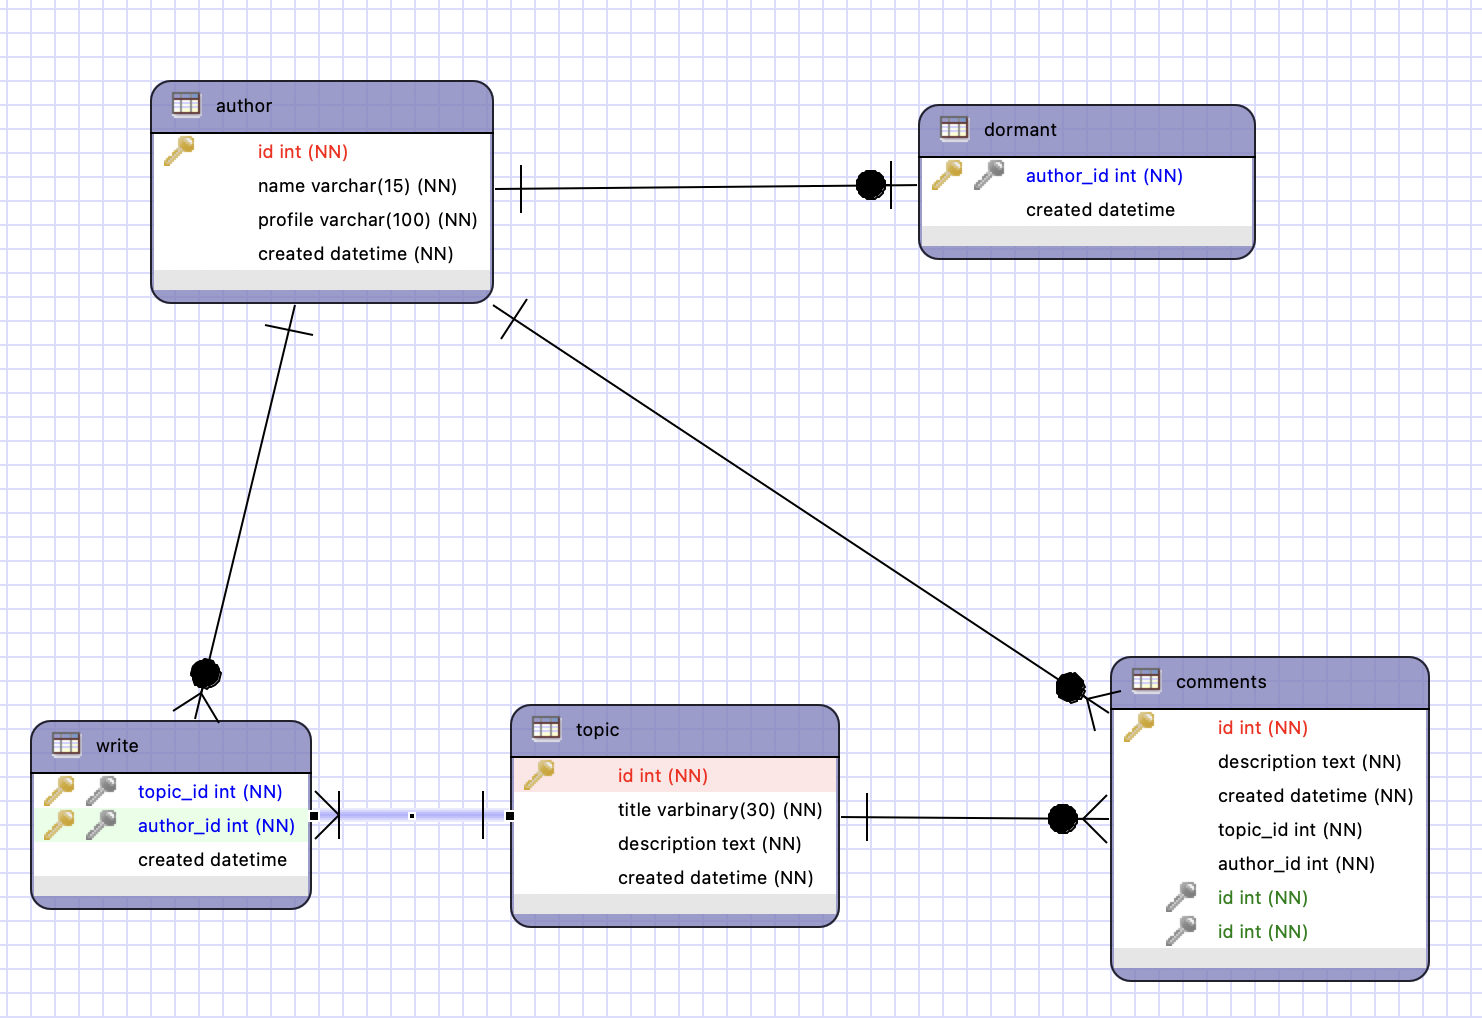 author
id int (NN)
name varchar(15) (NN)
profile varchar(100) (NN)
created datetime (NN)
dormant
author_id int (NN)
created datetime
write
topic_id int (NN)
author_id int (NN)
created datetime
topic
id int (NN)
title varbinary(30) (NN)
description text (NN)
created datetime (NN)
comments
id int (NN)
description text (NN)
created datetime (NN)
topic_id int (NN)
author_id int (NN)
id int (NN)
id int (NN)